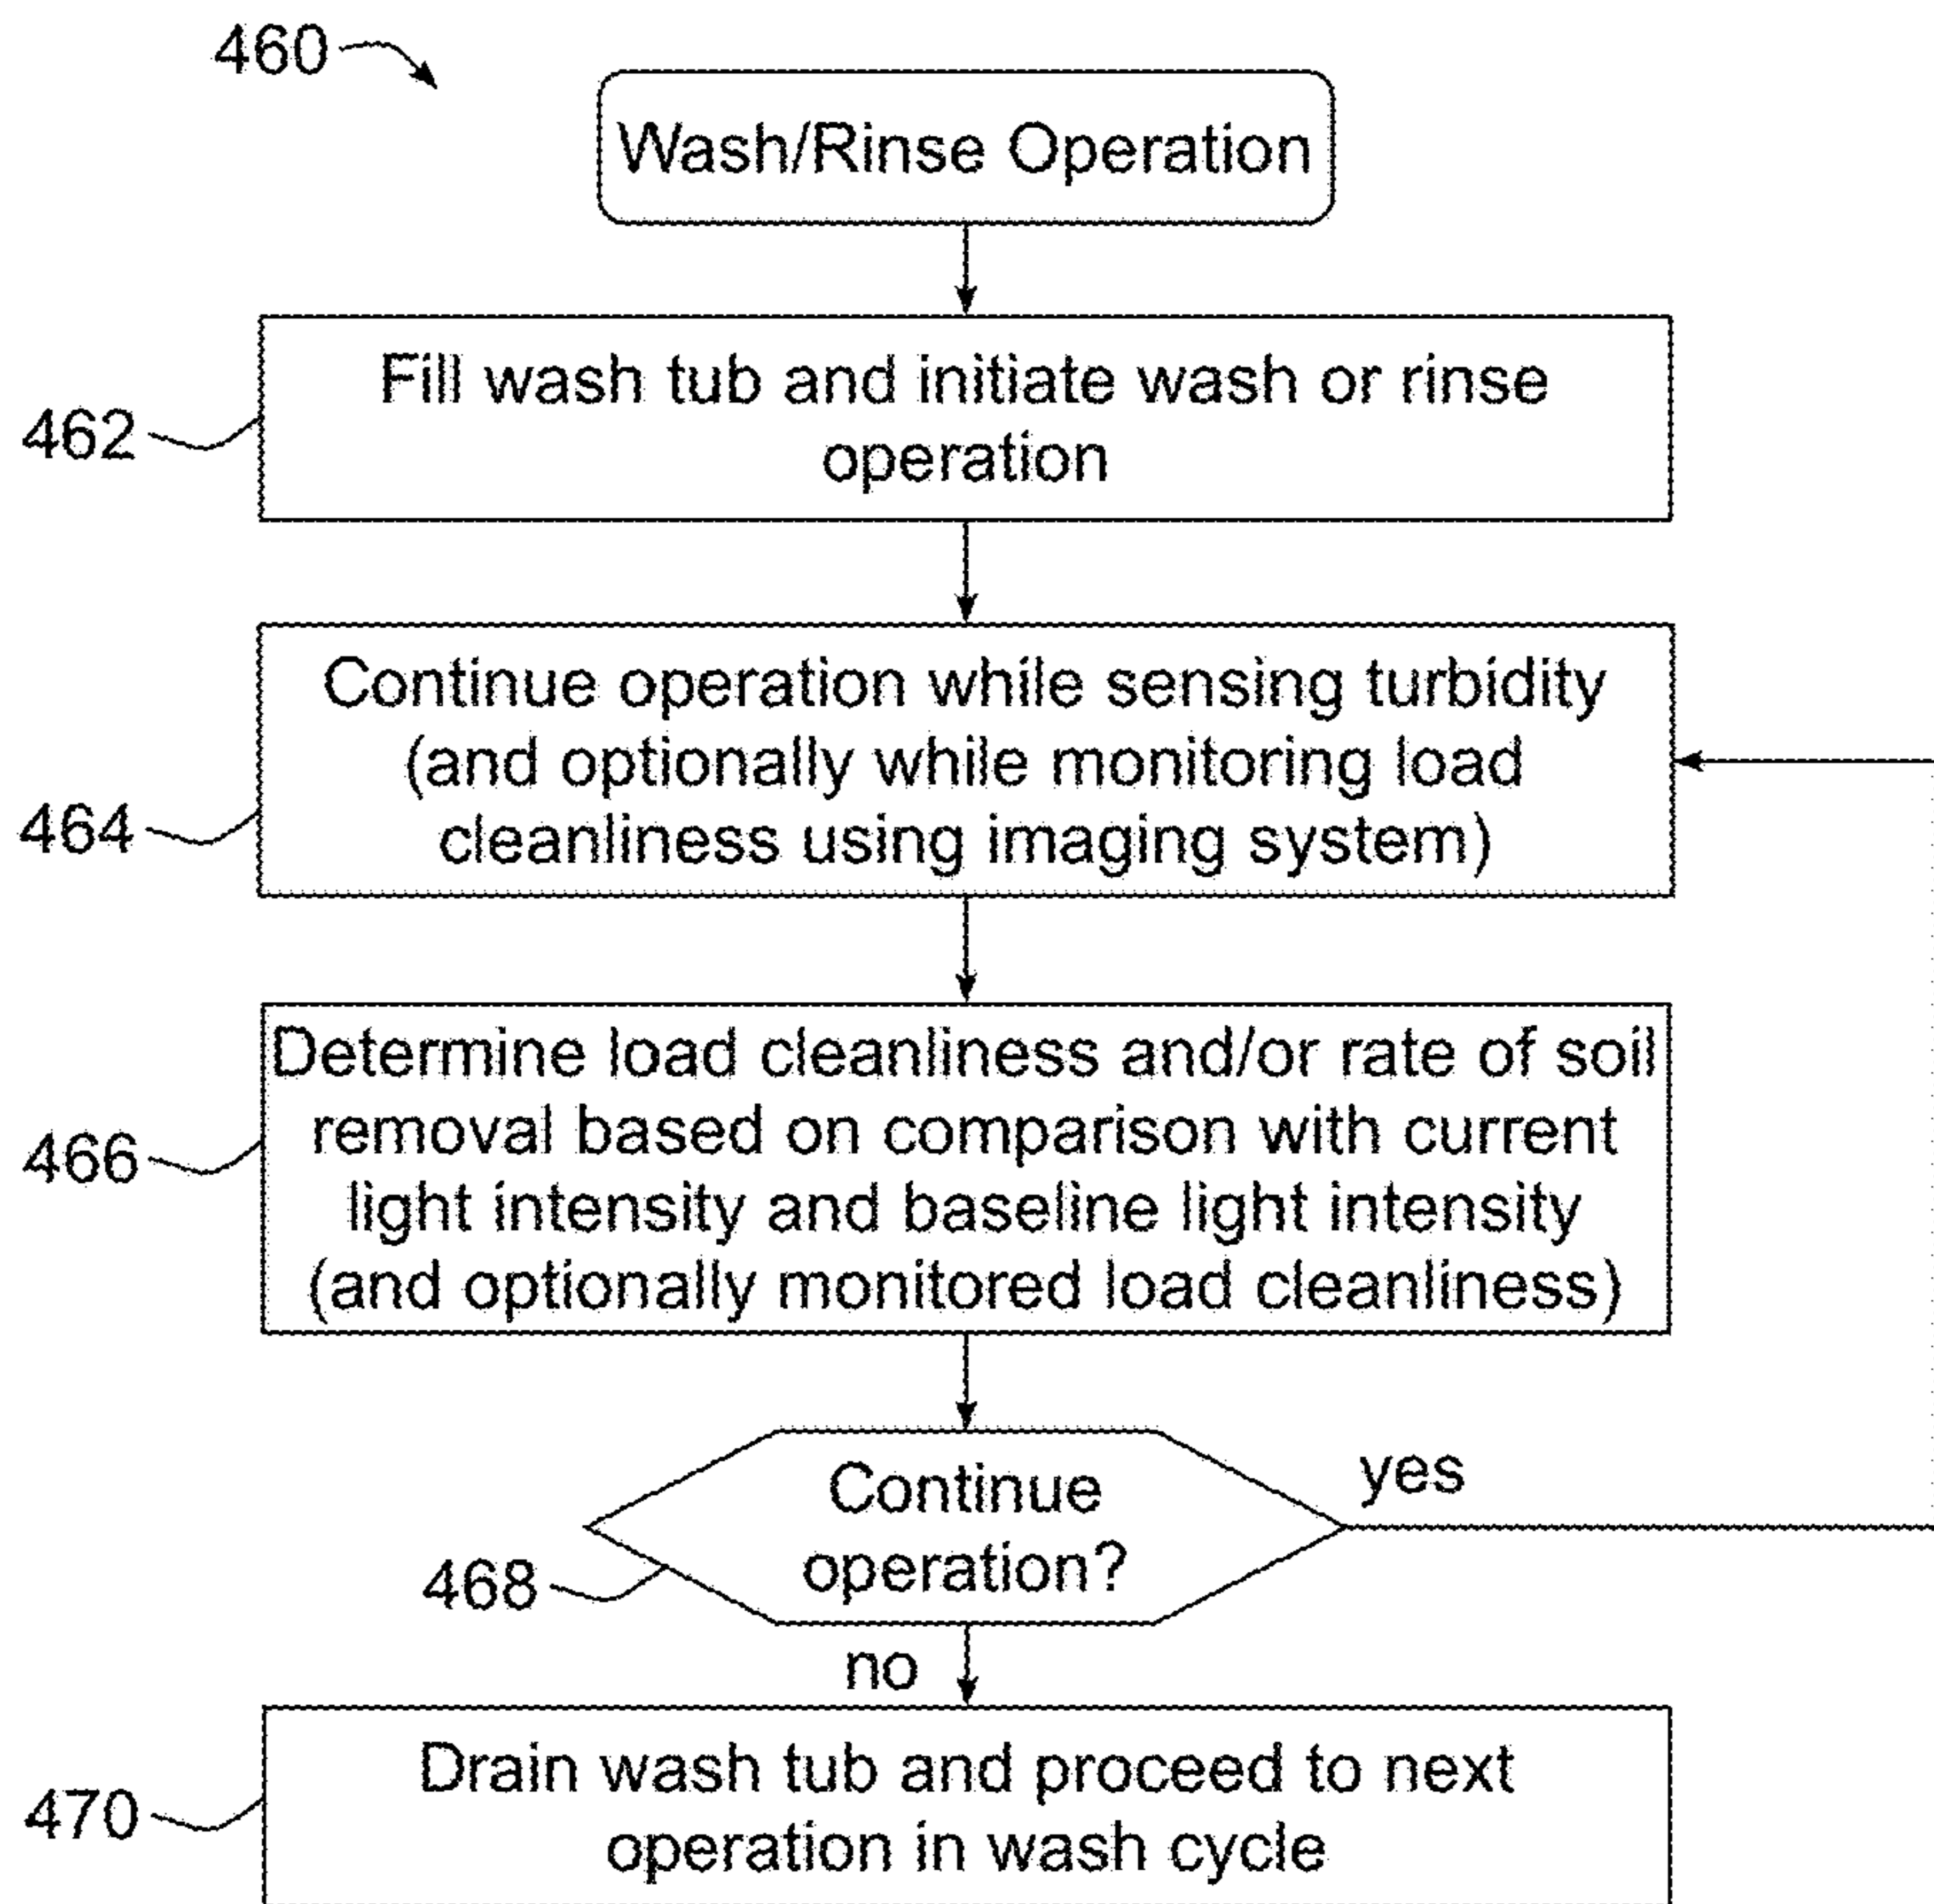 460
Wash/Rinse Operation
Fill wash tub and initiate wash or rinse
operation
462
Continue operation while sensing turbidity
(and optionally while monitoring load
cleanliness using imaging system)
464
Determine load cleanliness and/or rate of soil
removal based on comparison with current
light intensity and baseline light intensity
(and optionally monitored load cleanliness)
466
Continue
operation?
yes
468
no
Drain wash tub and proceed to next
operation in wash cycle
470